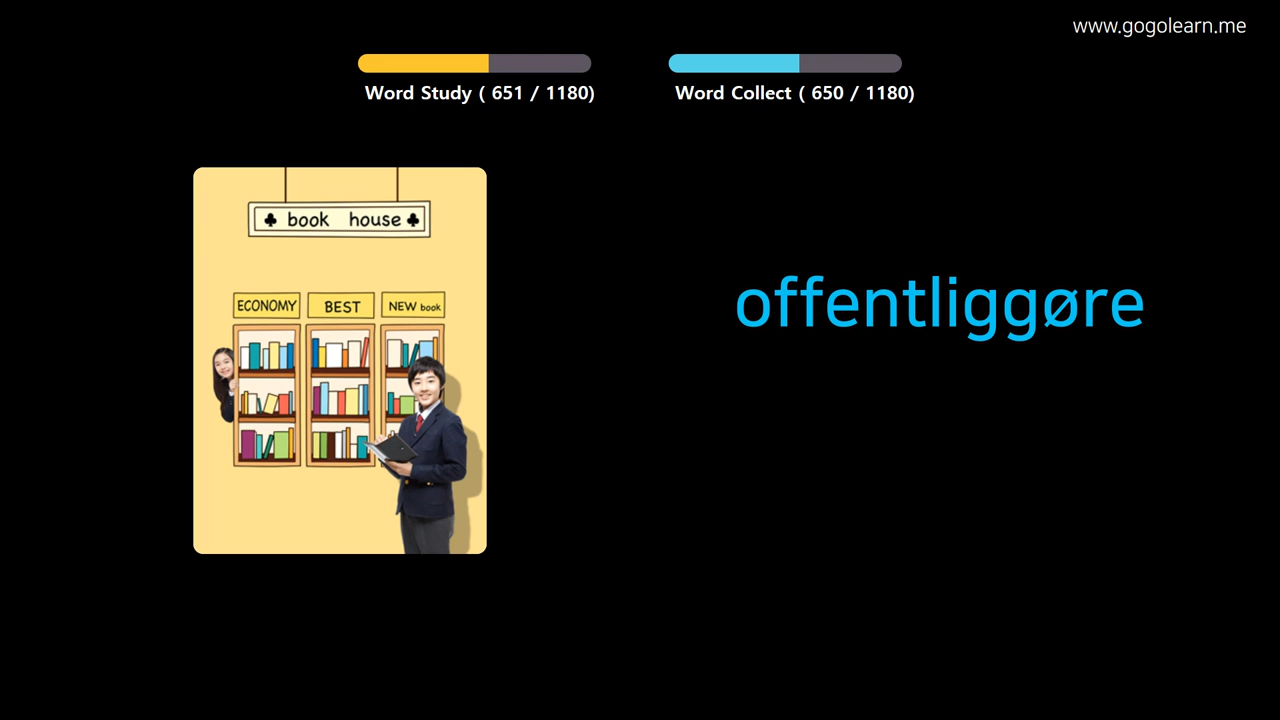 www.gogolearn.me
Word Study ( 651 / 1180)
Word Collect ( 650 / 1180)
♣ book house ♣
ECONOMY
BEST
NEW book
offentliggøre